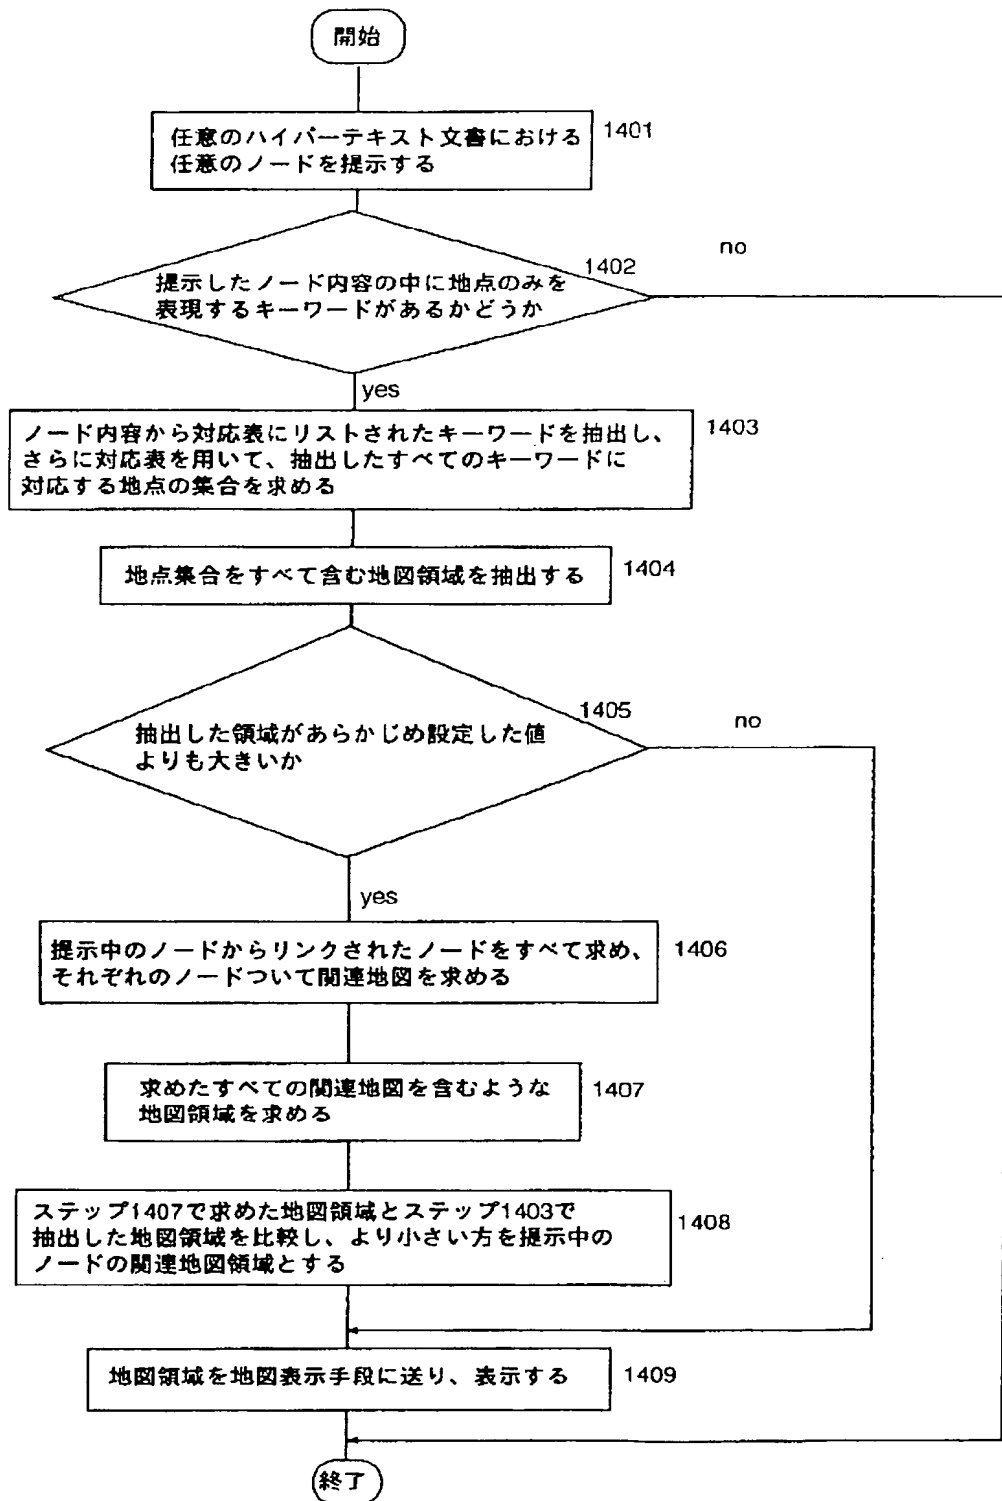 開始
任意のハイパーテキスト文書における
任意のノードを提示する
1401
no
1402
提示したノード内容の中に地点のみを
表現するキーワードがあるかどうか
yes
ノード内容から対応表にリストされたキーワードを抽出し、
さらに対応表を用いて、抽出したすべてのキーワードに
対応する地点の集合を求める
1403
地点集合をすべて含む地図領域を抽出する
1404
1405
no
抽出した領域があらかじめ設定した値
よりも大きいか
yes
提示中のノードからリンクされたノードをすべて求め、
それぞれのノードついて関連地図を求める
1406
求めたすべての関連地図を含むような
地図領域を求める
1407
ステップ1407で求めた地図領域とステップ1403で
抽出した地図領域を比較し、より小さい方を提示中の
ノードの関連地図領域とする
1408
地図領域を地図表示手段に送り、表示する
1409
終了